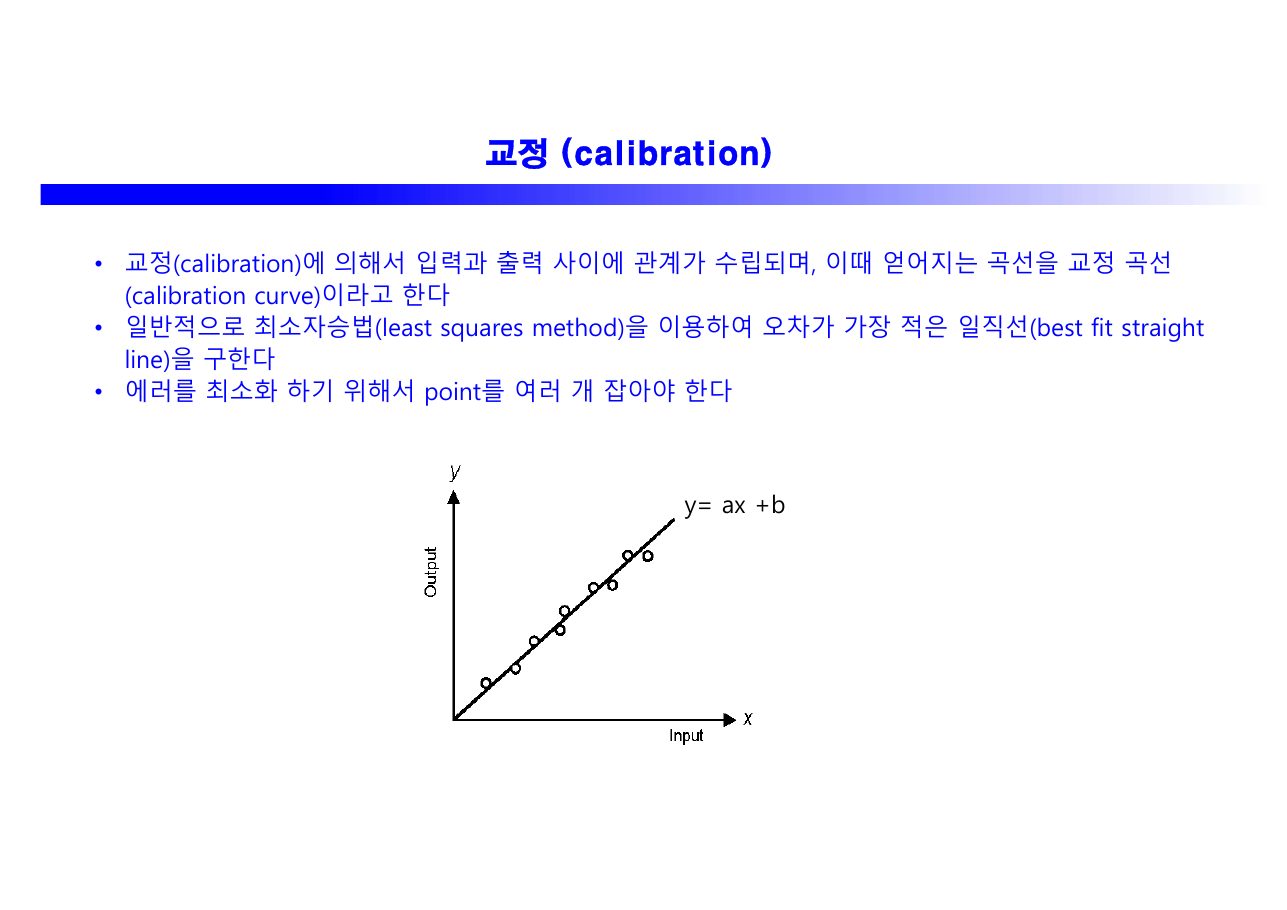 교정 (calibration)
• 교정(calibration)에 의해서 입력과 출력 사이에 관계가 수립되며, 이때 얻어지는 곡선을 교정 곡선
(calibration curve)이라고 한다
• 일반적으로 최소자승법(least squares method)을 이용하여 오차가 가장 적은 일직선(best fit straight
line)을 구한다
• 에러를 최소화 하기 위해서 point를 여러 개 잡아야 한다
y
y= ax +b
Output
x
Input